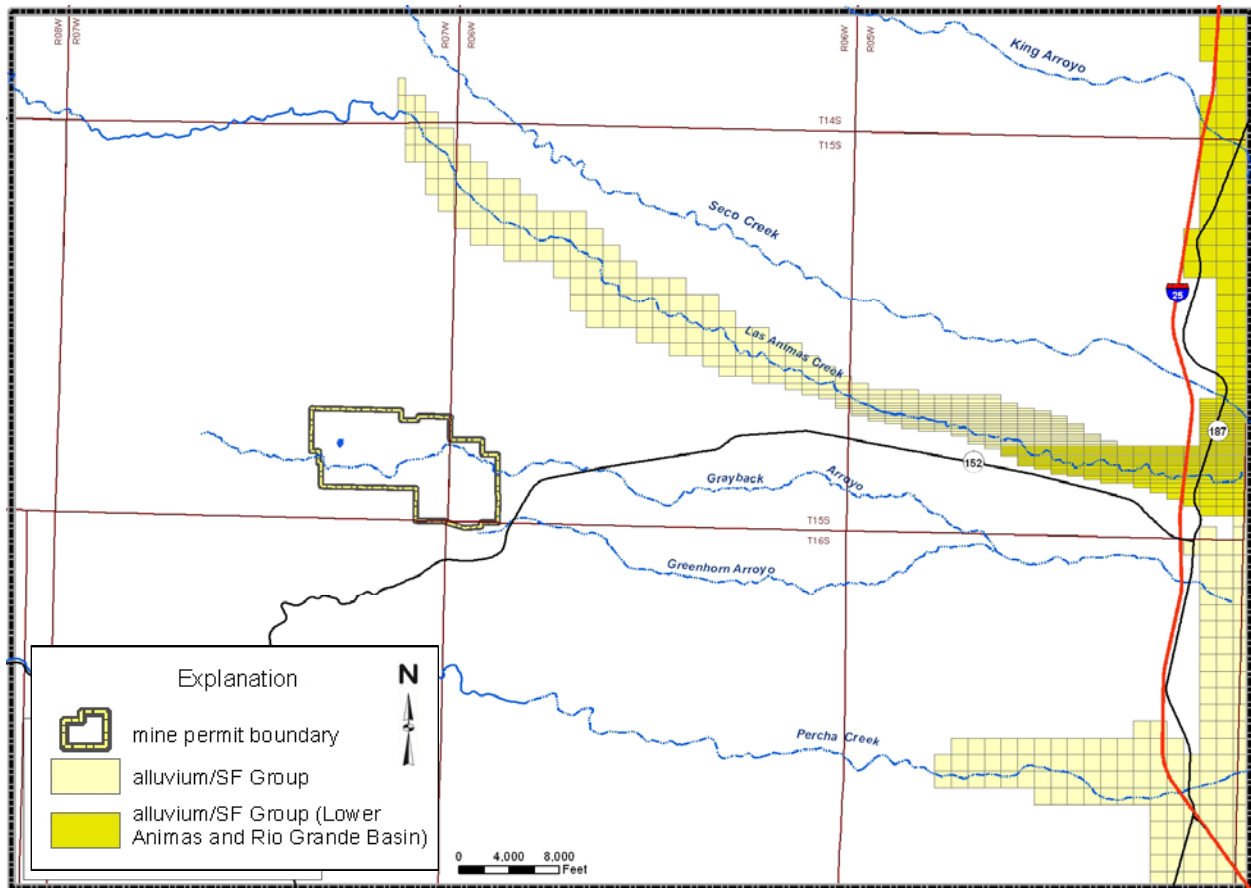 R08W
R07W
R07W
R06W
R06W
R05W
King Arroyo
T14S
T15S
Seco Creek
25
Las Animas Creek
187
152
Grayback Arroyo
T15S
T16S
Greenhorn Arroyo
Percha Creek
Explanation
N
mine permit boundary
alluvium/SF Group
alluvium/SF Group (Lower
Animas and Rio Grande Basin)
0 4,000 8,000
Feet